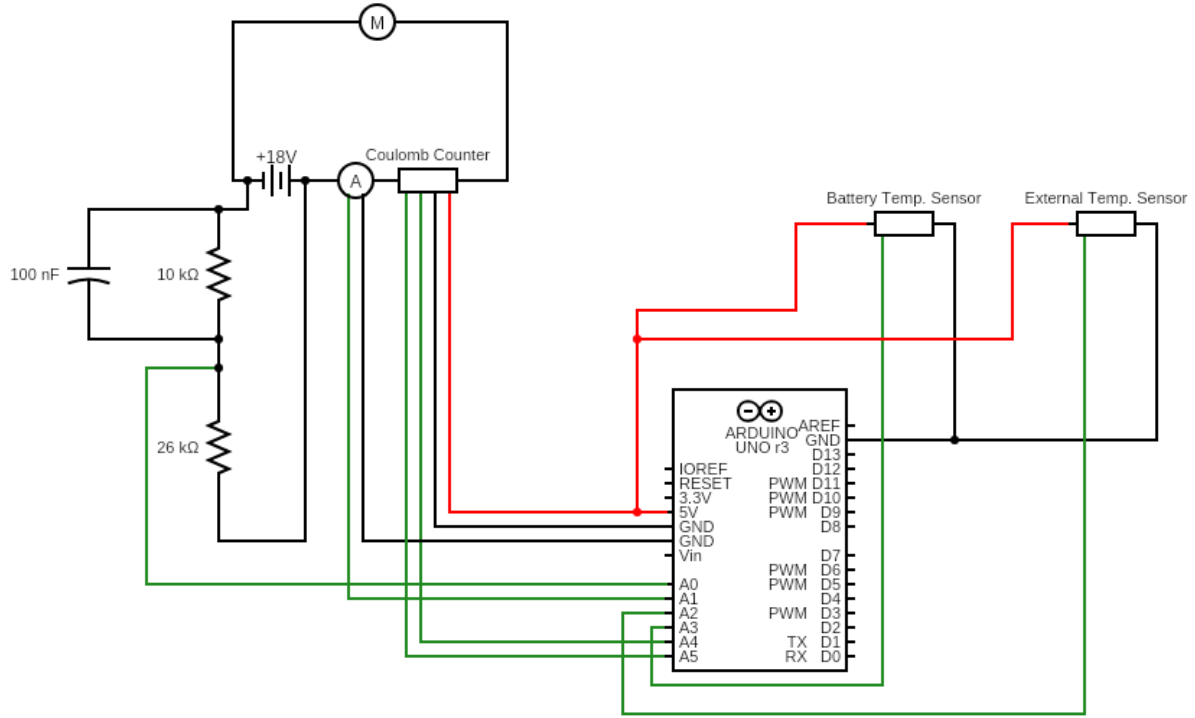 M
+18V
Coulomb Counter
A
Battery Temp. Sensor
External Temp. Sensor
100 nF
10 kΩ
26 kΩ
ARDUINO
UNO r3
AREF
GND
D13
IOREF
D12
RESET
PWM D11
3.3V
PWM D10
5V
PWM D9
GND
D8
GND
Vin
D7
PWM D6
A0
PWM D5
A1
D4
A2
PWM D3
A3
D2
A4
TX D1
A5
RX D0